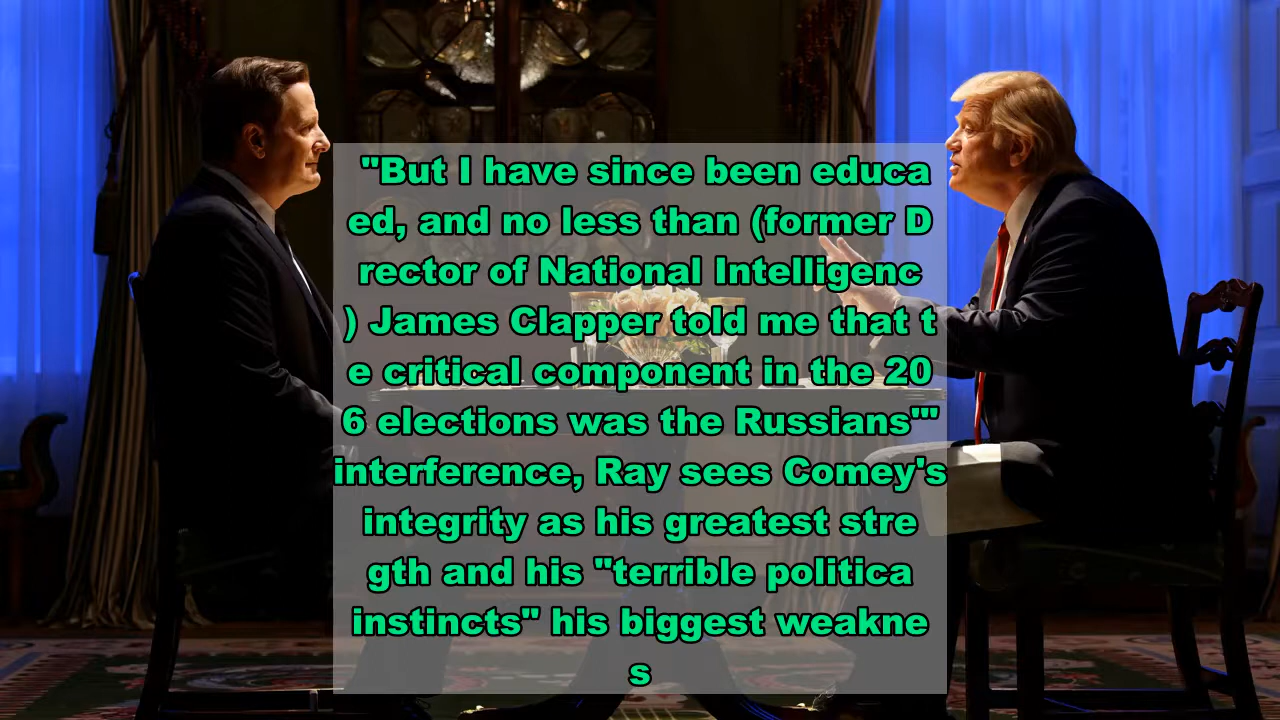 "But I have since been educa
ed, and no less than (former D
rector of National Intelligenc
) James Clapper told me that t
e critical component in the 20
6 elections was the Russians'"
interference, Ray sees Comey's
integrity as his greatest stre
gth and his "terrible politica
instincts" his biggest weakne
s